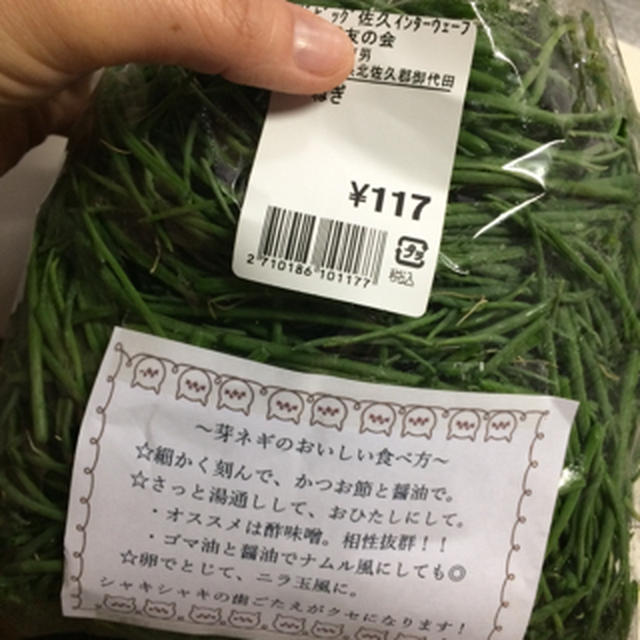 佐久インターウェーブ
友の会
男
北佐久郡御代田
ねぎ
¥117
2 710186 101177
税込
～芽ネギのおいしい食べ方～
☆細かく刻んで、かつお節と醤油で。
☆さっと湯通しして、おひたしにして。
・オススメは酢味噌。相性抜群！！
・ゴマ油と醤油でナムル風にしても◎
☆卵でとじて、ニラ玉風に。
シャキシャキの歯ごたえがクセになります！